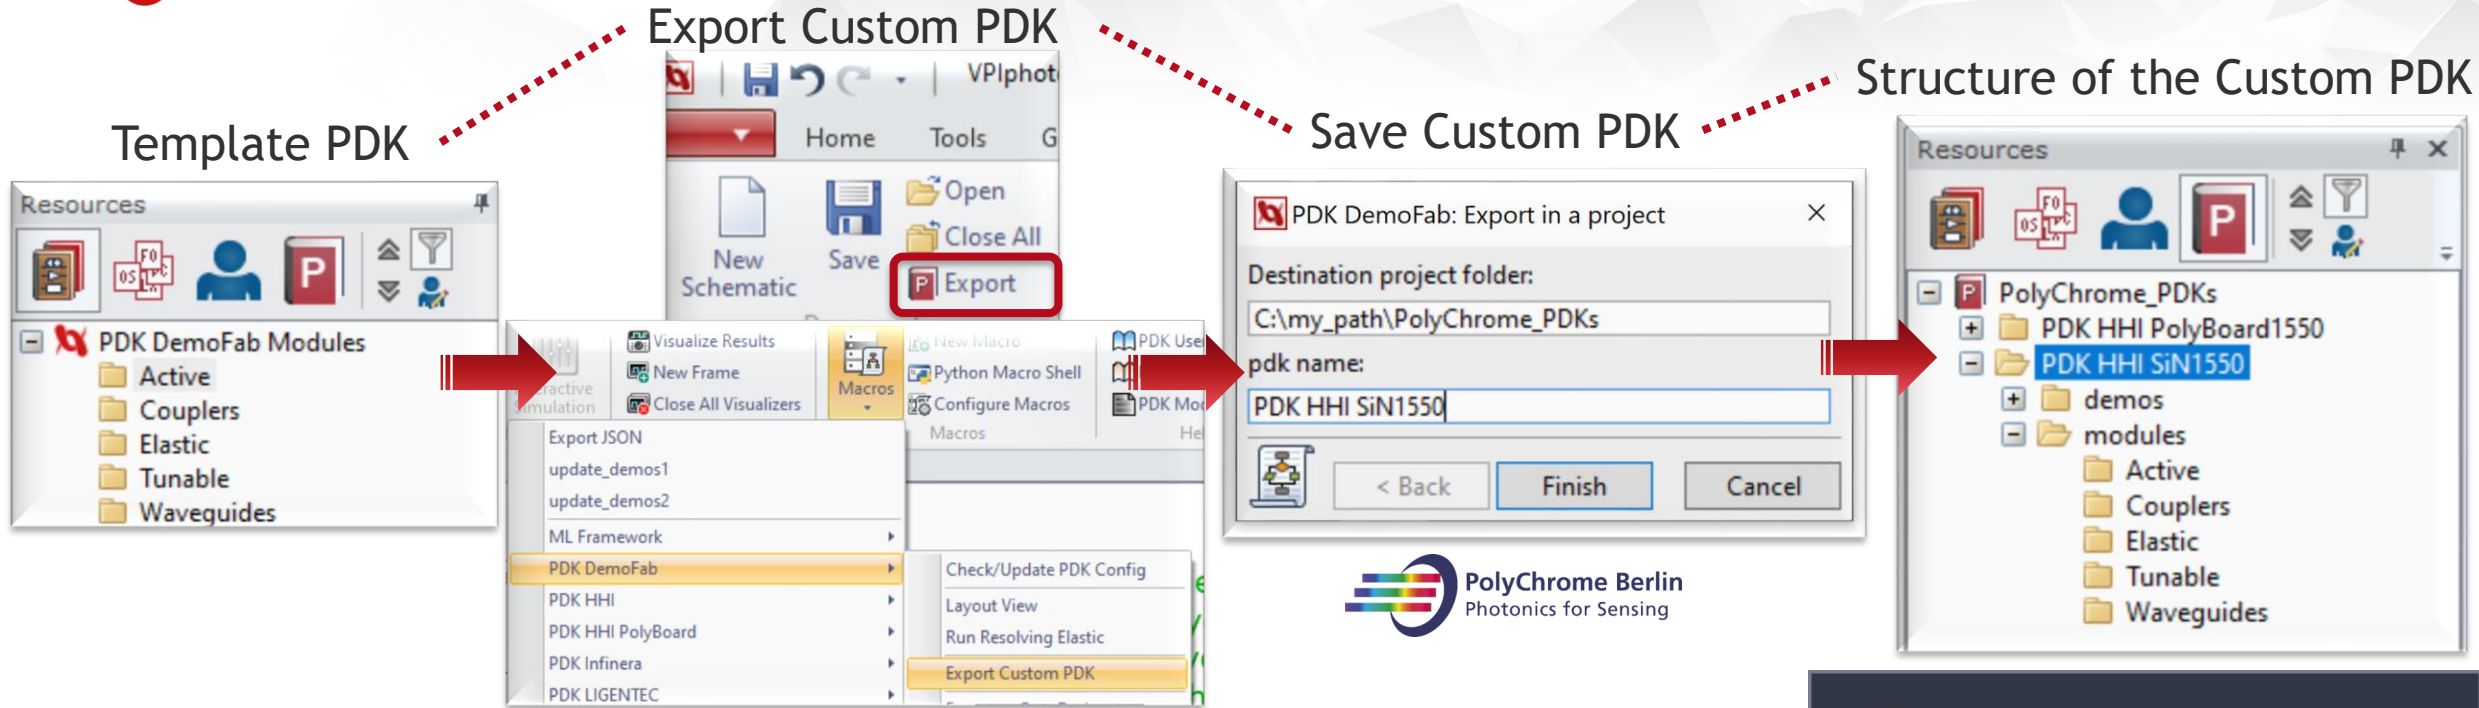 Export Custom PDK
Structure of the Custom PDK
Save Custom PDK
Template PDK
Resources
PDK DemoFab Modules
Active
Couplers
Elastic
Tunable
Waveguides
VPIphot
Home Tools G
New Schematic
Save
Open
Close All
Export
Visualize Results
New Frame
Close All Visualizers
Macros
New Macro
Python Macro Shell
Configure Macros
Macros
PDK User
PDK Mod
Hel
Export JSON
update_demos1
update_demos2
ML Framework
PDK DemoFab
PDK HHI
PDK HHI PolyBoard
PDK Infinera
PDK LIGENTEC
Check/Update PDK Config
Layout View
Run Resolving Elastic
Export Custom PDK
PDK DemoFab: Export in a project
Destination project folder:
C:\my_path\PolyChrome_PDKs
pdk name:
PDK HHI SiN1550
< Back Finish Cancel
PolyChrome Berlin
Photonics for Sensing
Resources
PolyChrome_PDKs
PDK HHI PolyBoard1550
PDK HHI SiN1550
demos
modules
Active
Couplers
Elastic
Tunable
Waveguides